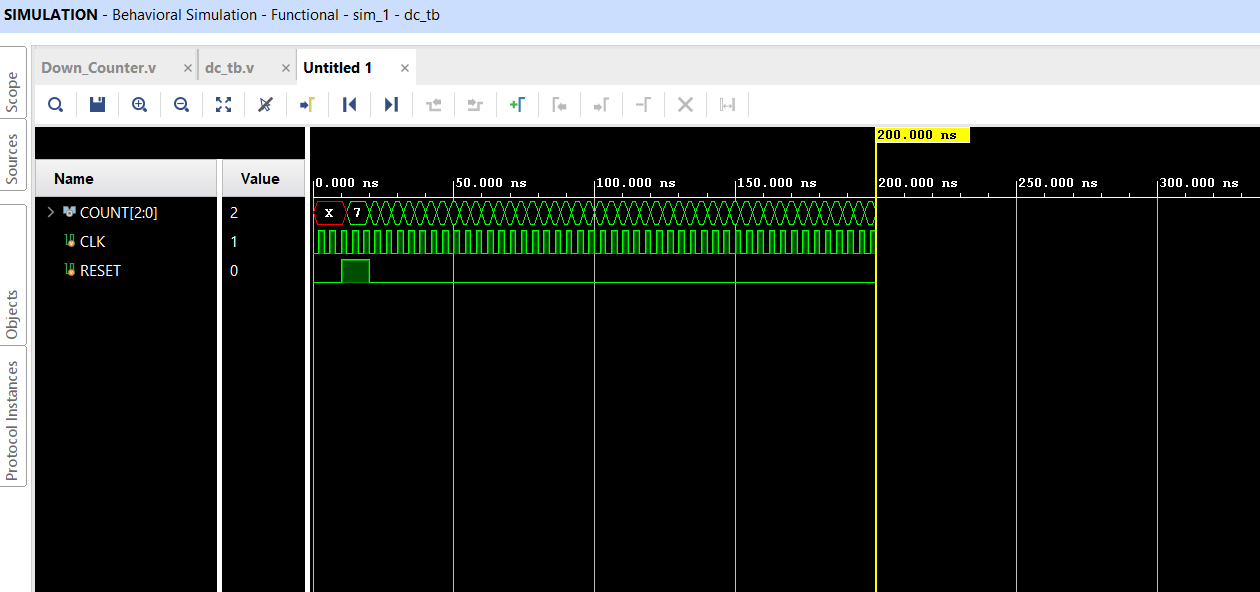 SIMULATION - Behavioral Simulation - Functional - sim_1 - dc_tb
Down_Counter.v × dc_tb.v × Untitled 1 ×
Scope
Sources
Objects
Protocol Instances
200.000 ns
Name Value
0.000 ns 50.000 ns 100.000 ns 150.000 ns 200.000 ns 250.000 ns 300.000 ns
COUNT[2:0] 2 X 7
CLK 1
RESET 0